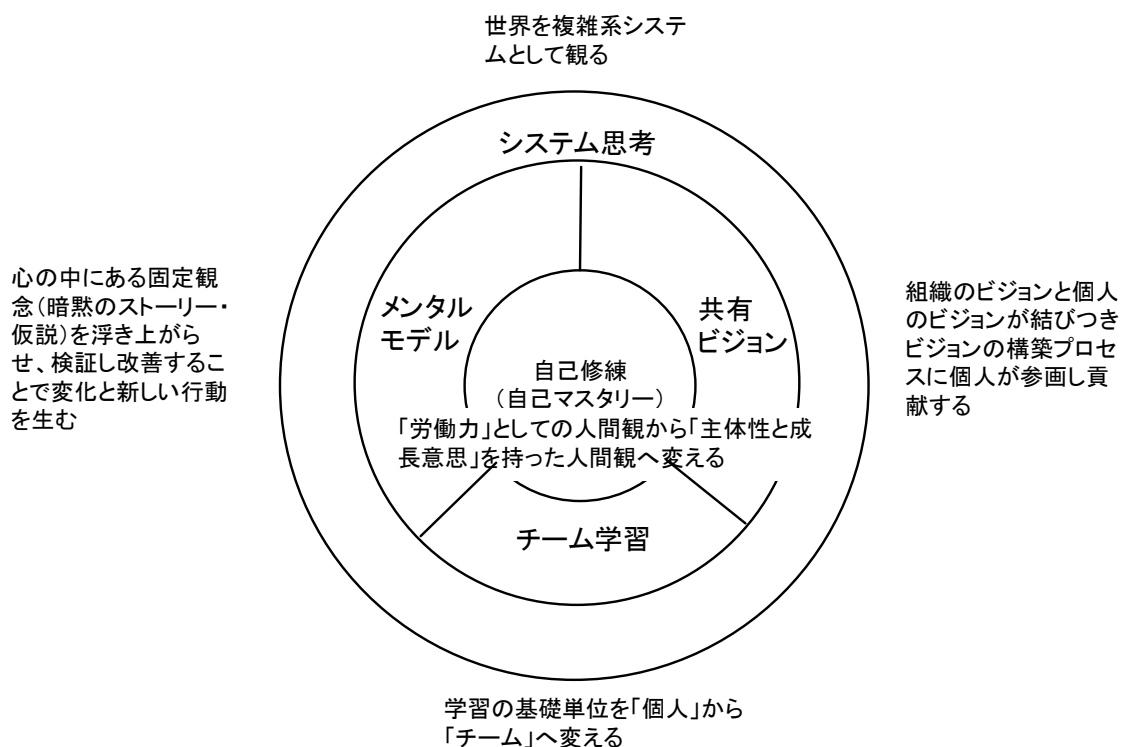 世界を複雑系システ
ムとして観る
システム思考
心の中にある固定観
念(暗黙のストーリー・
仮説)を浮き上がら
せ、検証し改善するこ
とで変化と新しい行動
を生む
メンタル
モデル
共有
ビジョン
組織のビジョンと個人
のビジョンが結びつき
ビジョンの構築プロセ
スに個人が参画し貢
献する
自己修練
(自己マスタリー)
「労働力」としての人間観から「主体性と成
長意思」を持った人間観へ変える
チーム学習
学習の基礎単位を「個人」から
「チーム」へ変える